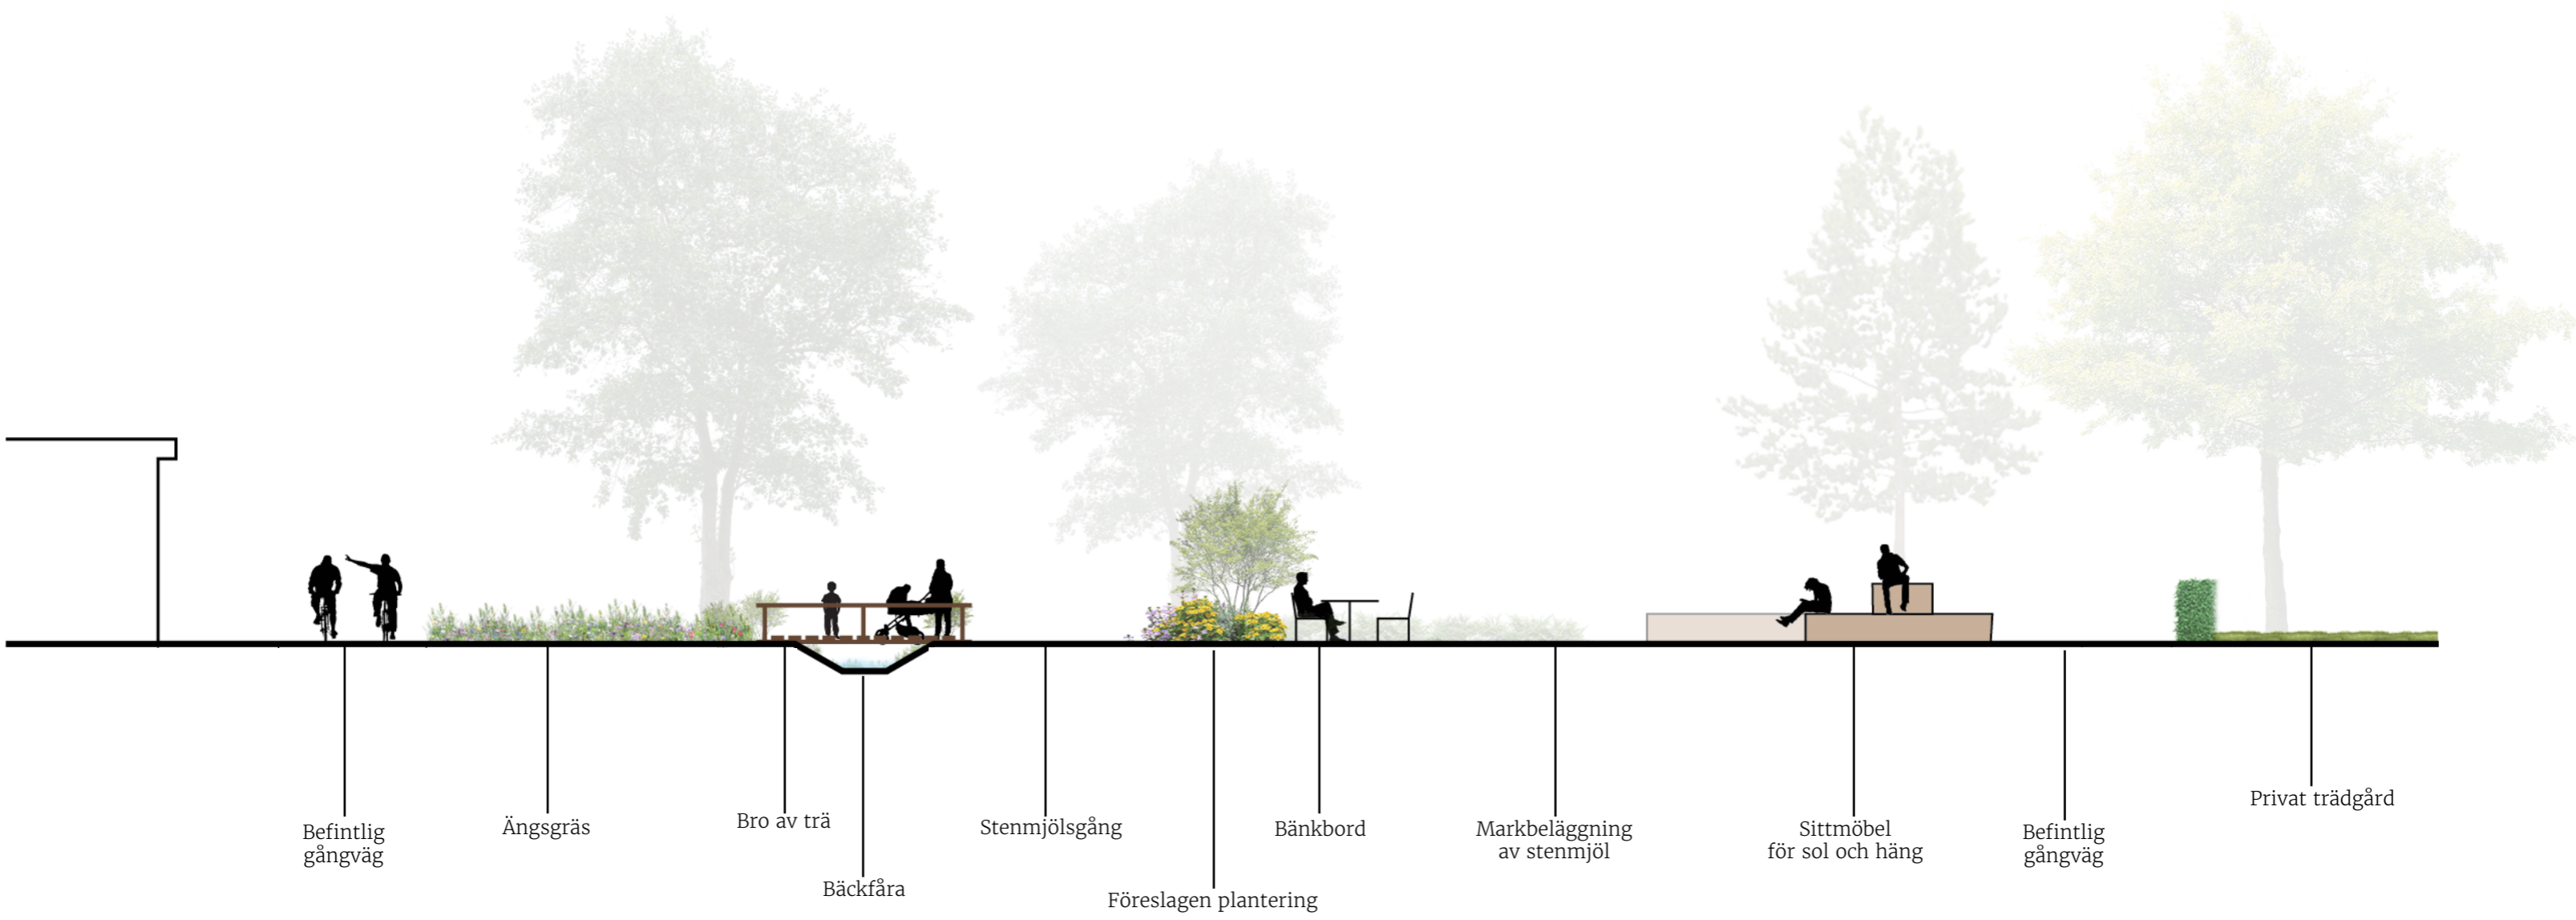 Befintlig
gångväg
Ängsgräs
Bro av trä
Bäckfåra
Stenmjölsgång
Föreslagen plantering
Bänkbord
Markbeläggning
av stenmjöl
Sittmöbel
för sol och häng
Befintlig
gångväg
Privat trädgård